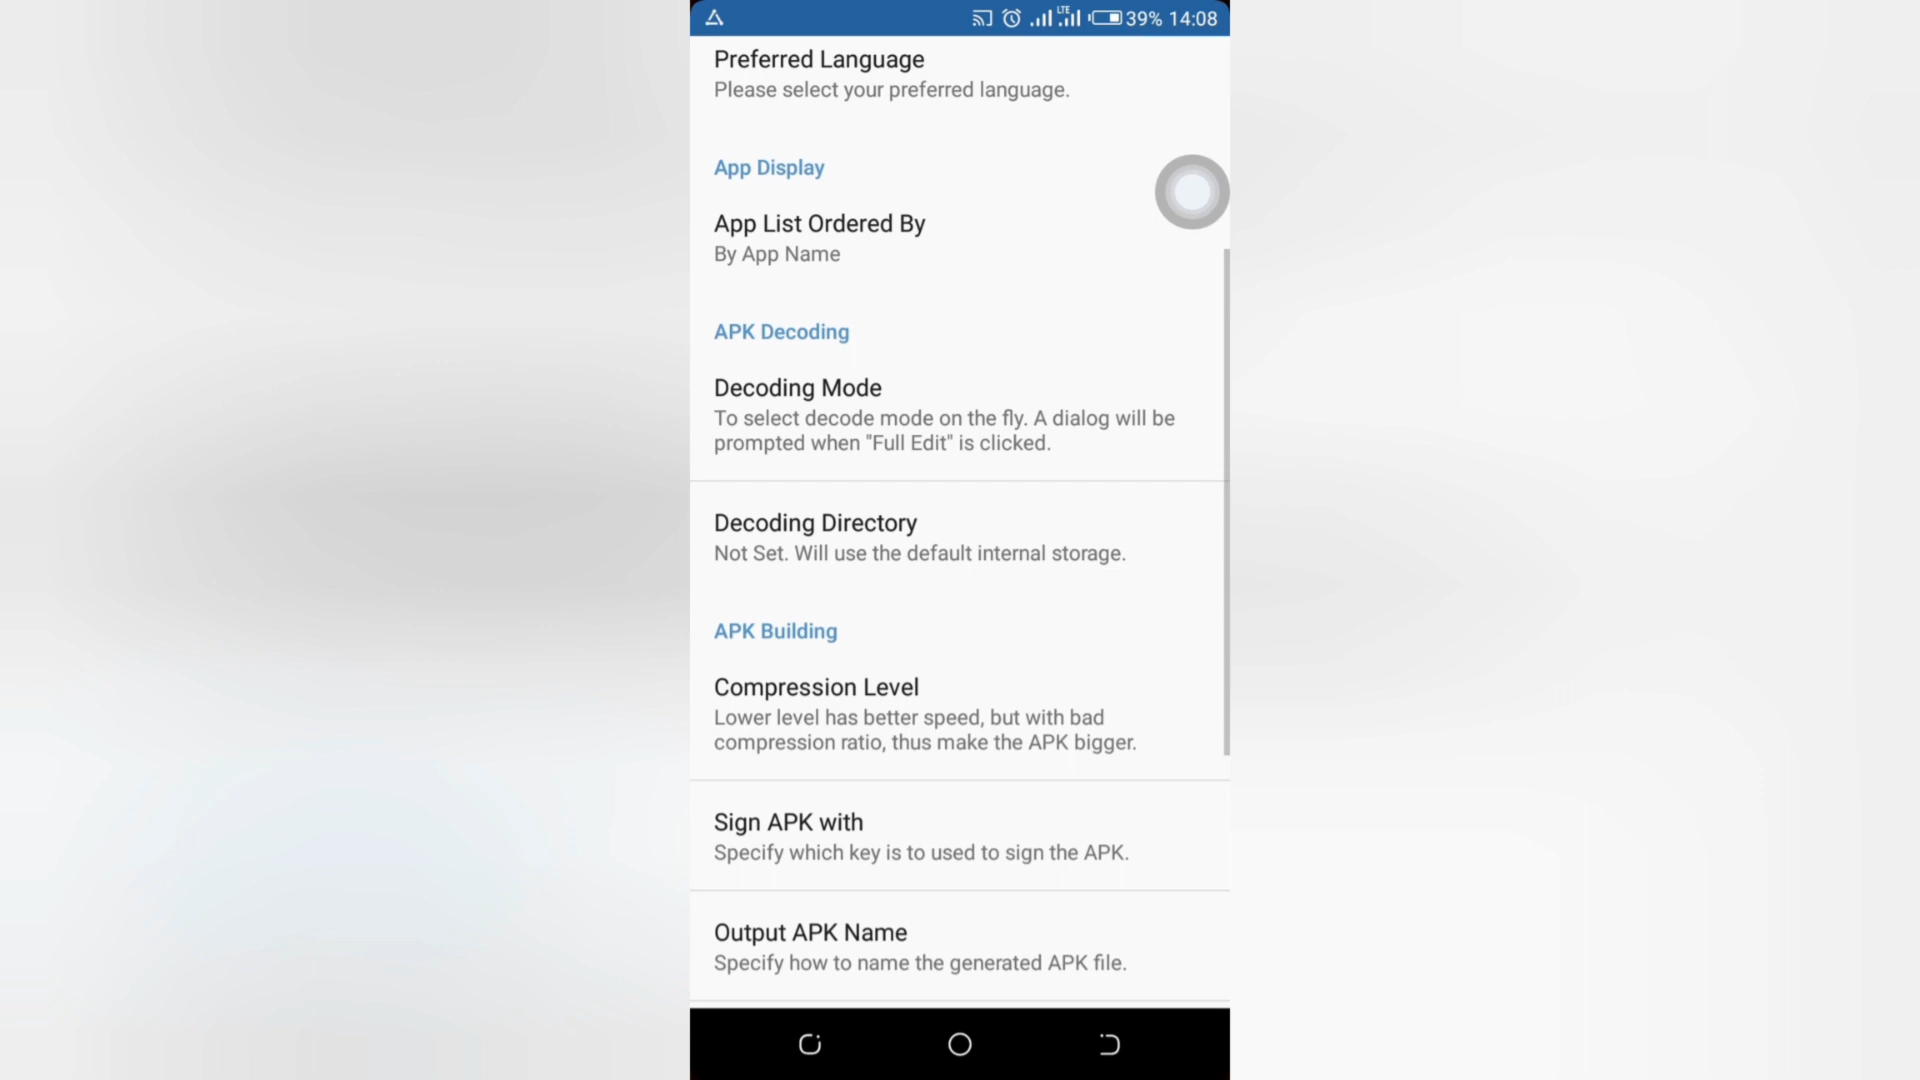 LTE 39% 14:08
Preferred Language
Please select your preferred language.
App Display
App List Ordered By
By App Name
APK Decoding
Decoding Mode
To select decode mode on the fly. A dialog will be
prompted when "Full Edit" is clicked.
Decoding Directory
Not Set. Will use the default internal storage.
APK Building
Compression Level
Lower level has better speed, but with bad
compression ratio, thus make the APK bigger.
Sign APK with
Specify which key is to used to sign the APK.
Output APK Name
Specify how to name the generated APK file.